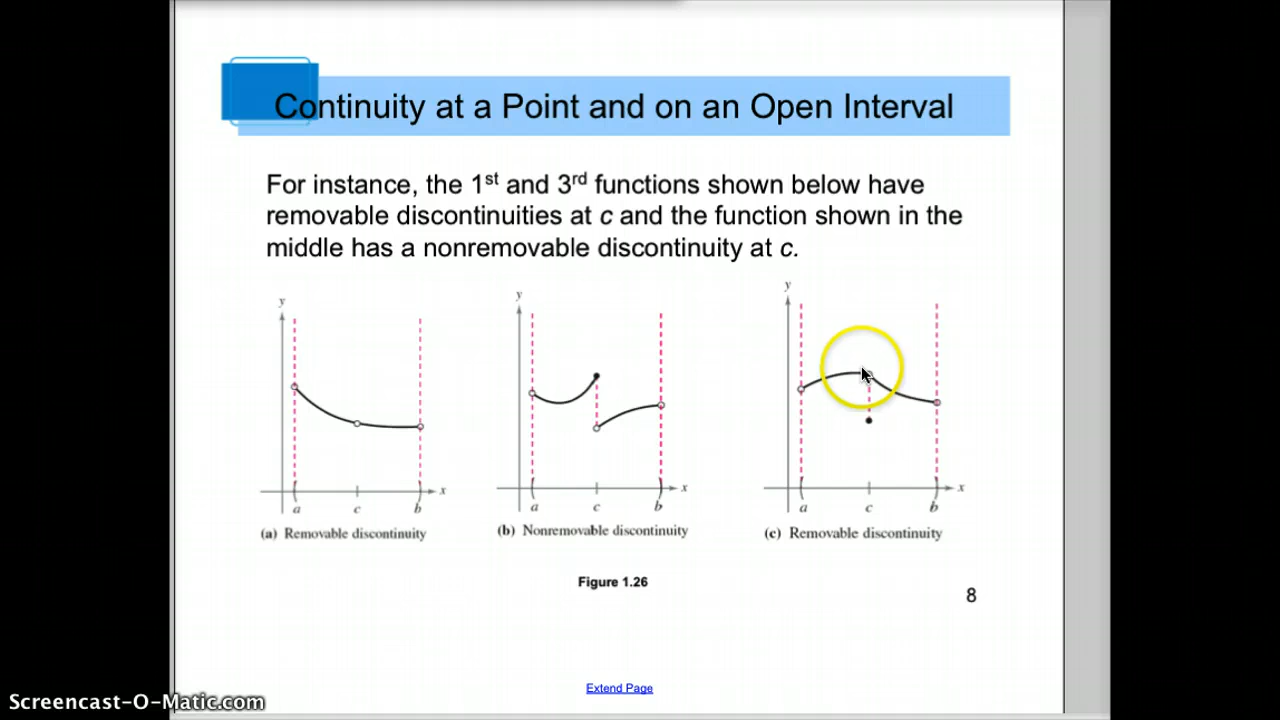 Continuity at a Point and on an Open Interval
For instance, the 1st and 3rd functions shown below have
removable discontinuities at c and the function shown in the
middle has a nonremovable discontinuity at c.
y
a c b x
(a) Removable discontinuity
y
a c b x
(b) Nonremovable discontinuity
y
a c b x
(c) Removable discontinuity
Figure 1.26
8
Extend Page
Screencast-O-Matic.com